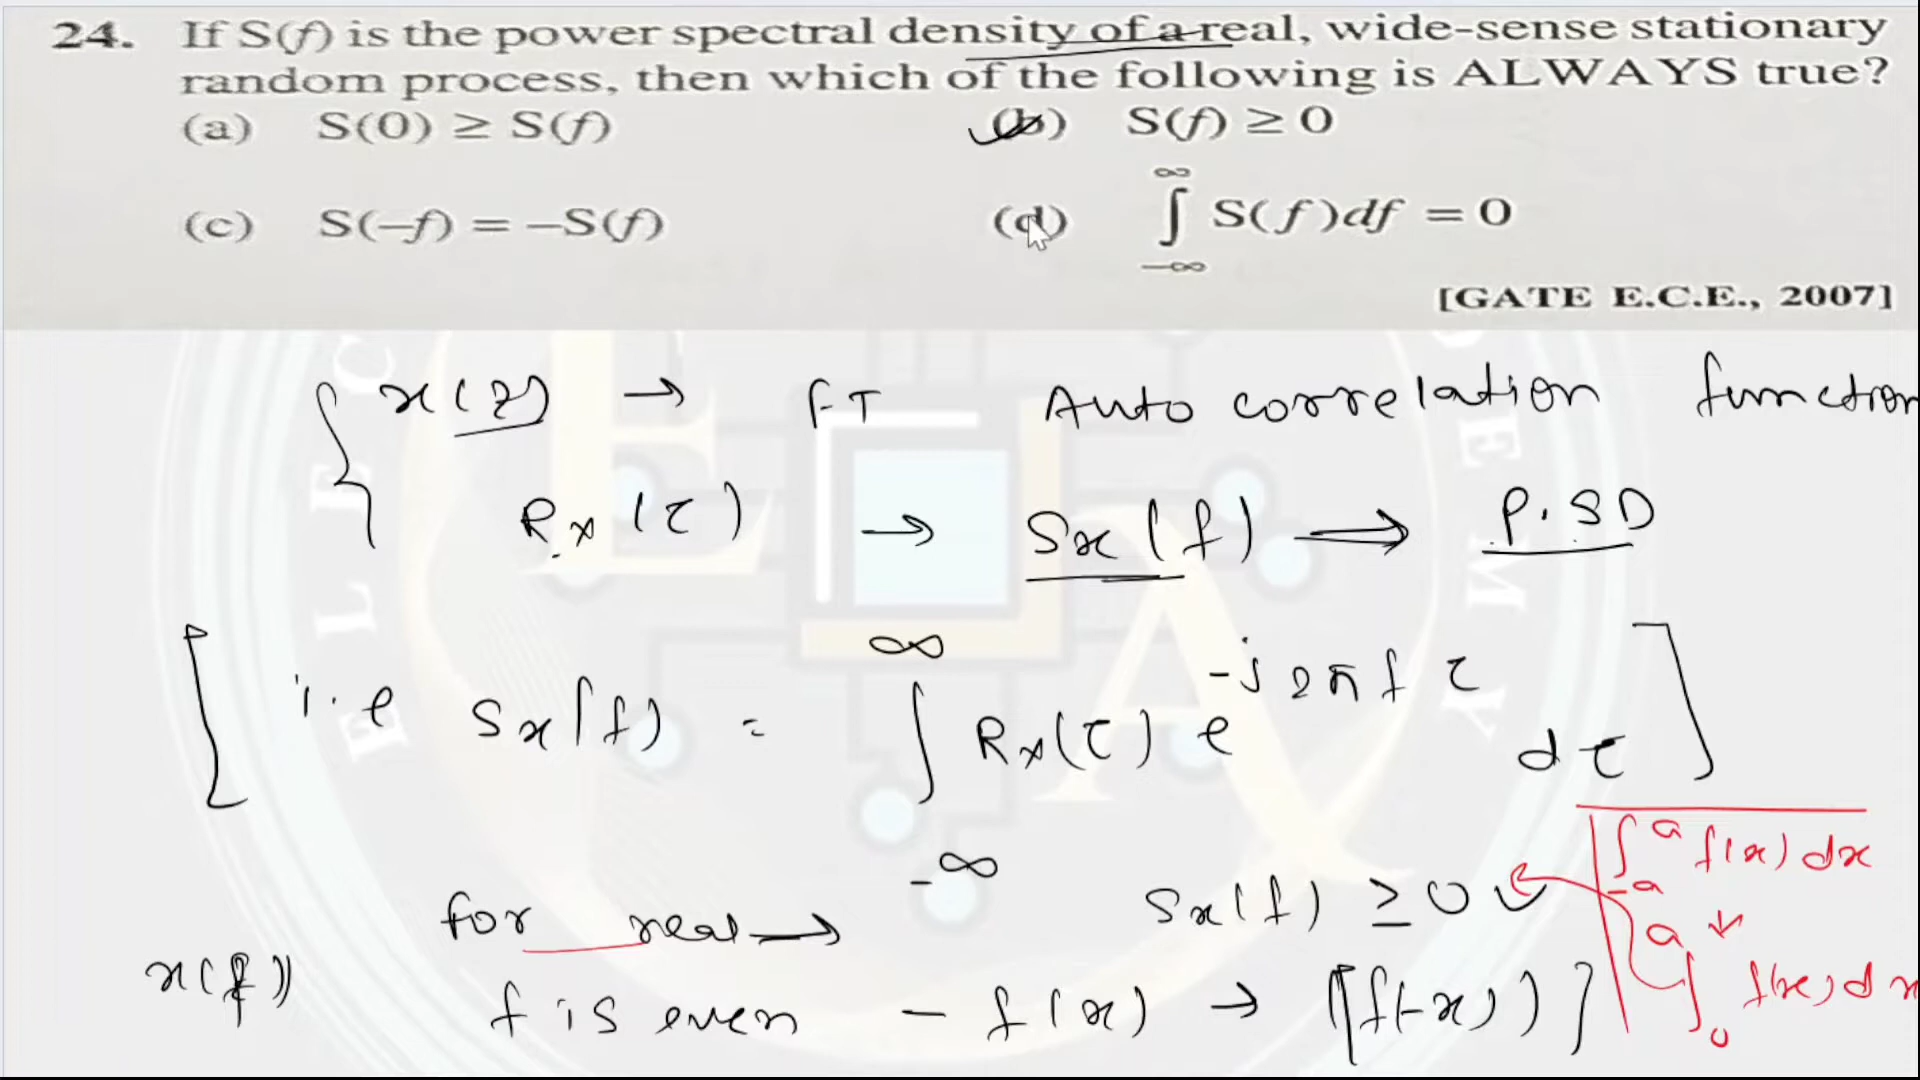 24. If S(f) is the power spectral density of a real, wide-sense stationary
random process, then which of the following is ALWAYS true?
(a) S(0) ≥ S(f) (b) S(f) ≥ 0
(c) S(–f) = –S(f) (d) ∫_{-∞}^{∞} S(f)df = 0
[GATE E.C.E., 2007]
x(z) → FT Auto correlation function
Rx(τ) → Sx(f) → P.SD
i.e Sx(f) = ∫_{-∞}^{∞} Rx(τ) e^{-j2πfτ} dτ
∫_{-a}^{a} f(x) dx
for real → Sx(f) ≥ 0
∫_{0}^{a} f(x) dx
f is even - f(x) → [f(-x))]